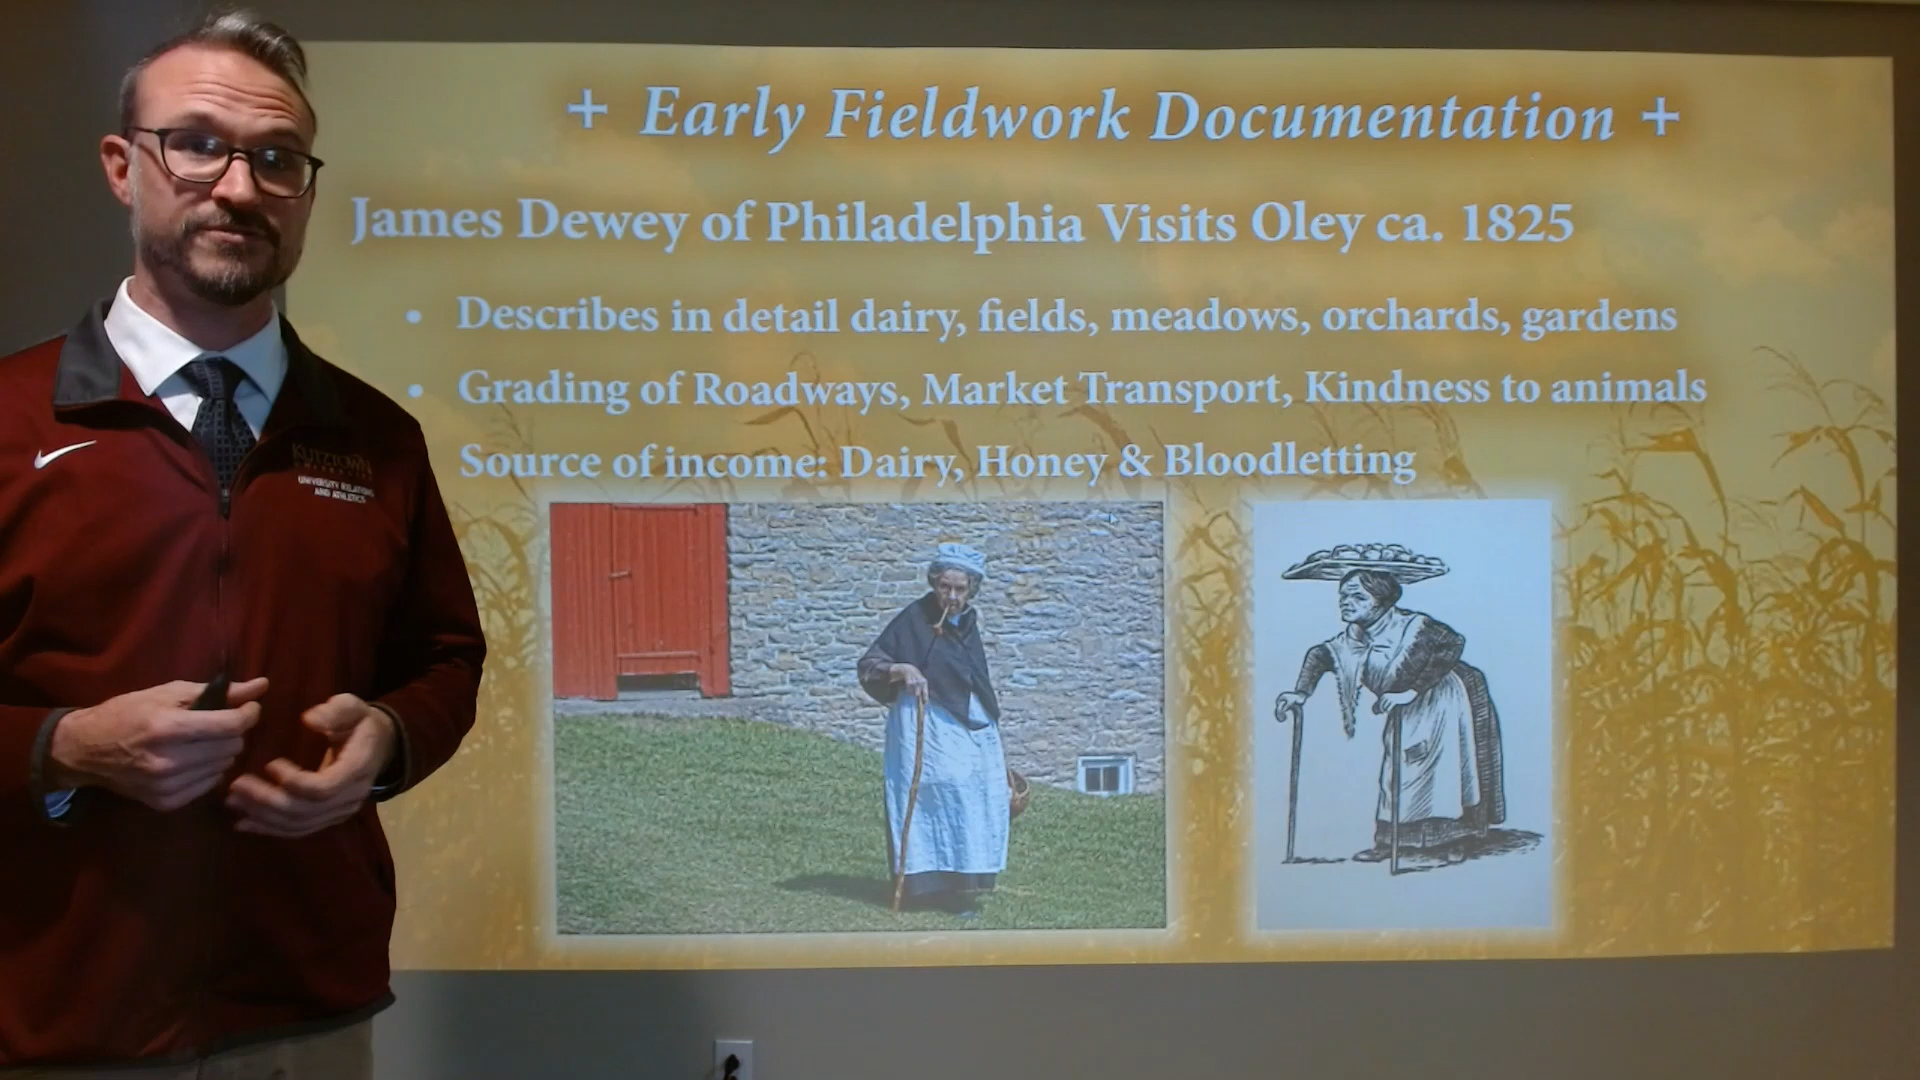 + Early Fieldwork Documentation +
James Dewey of Philadelphia Visits Oley ca. 1825
• Describes in detail dairy, fields, meadows, orchards, gardens
• Grading of Roadways, Market Transport, Kindness to animals
Source of income: Dairy, Honey & Bloodletting
KUTZTOWN
UNIVERSITY RELATIONS
AND ATHLETICS